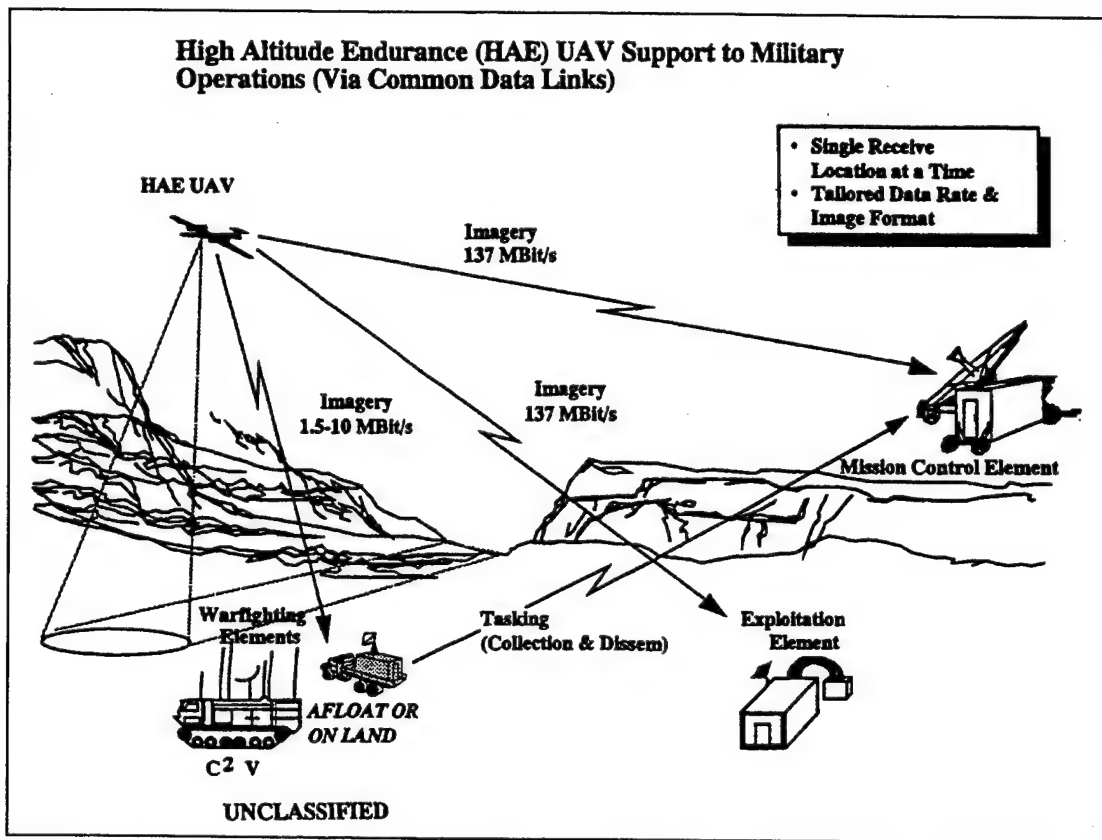 High Altitude Endurance (HAE) UAV Support to Military
Operations (Via Common Data Links)
• Single Receive
Location at a Time
• Tailored Data Rate &
Image Format
HAE UAV
Imagery
137 MBit/s
Imagery
1.5-10 MBit/s
Imagery
137 MBit/s
Mission Control Element
Warfighting
Elements
Tasking
(Collection & Dissem)
Exploitation
Element
AFLOAT OR
ON LAND
C² V
UNCLASSIFIED